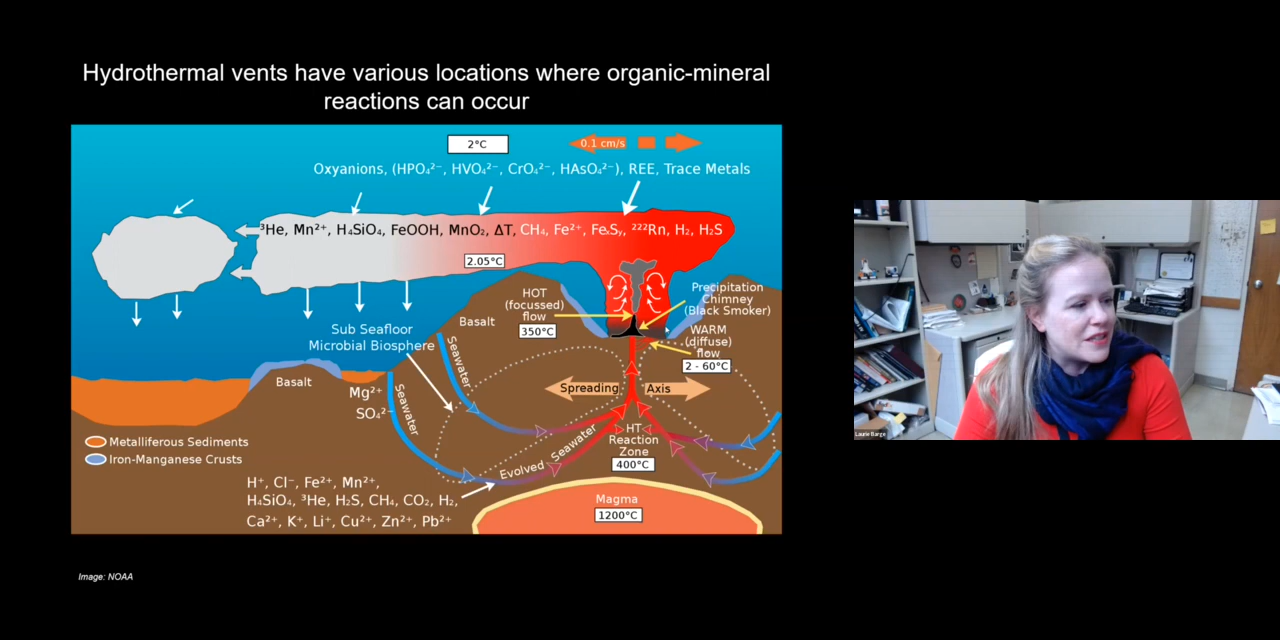 Hydrothermal vents have various locations where organic-mineral
reactions can occur
2°C
0.1 cm/s
Oxyanions, (HPO₄²⁻, HVO₄²⁻, CrO₄²⁻, HAsO₄²⁻), REE, Trace Metals
³He, Mn²⁺, H₄SiO₄, FeOOH, MnO₂, ΔT, CH₄, Fe²⁺, FeₓSᵧ, ²²²Rn, H₂, H₂S
2.05°C
HOT
(focussed)
flow
350°C
Precipitation
Chimney
(Black Smoker)
WARM
(diffuse)
flow
2 - 60°C
Basalt
Sub Seafloor
Microbial Biosphere
Seawater
Basalt
Mg²⁺
SO₄²⁻
Seawater
Spreading Axis
HT
Reaction
Zone
400°C
Evolved Seawater
Metalliferous Sediments
Iron-Manganese Crusts
H⁺, Cl⁻, Fe²⁺, Mn²⁺,
H₄SiO₄, ³He, H₂S, CH₄, CO₂, H₂,
Ca²⁺, K⁺, Li⁺, Cu²⁺, Zn²⁺, Pb²⁺
Magma
1200°C
Image: NOAA
Laurie Barge